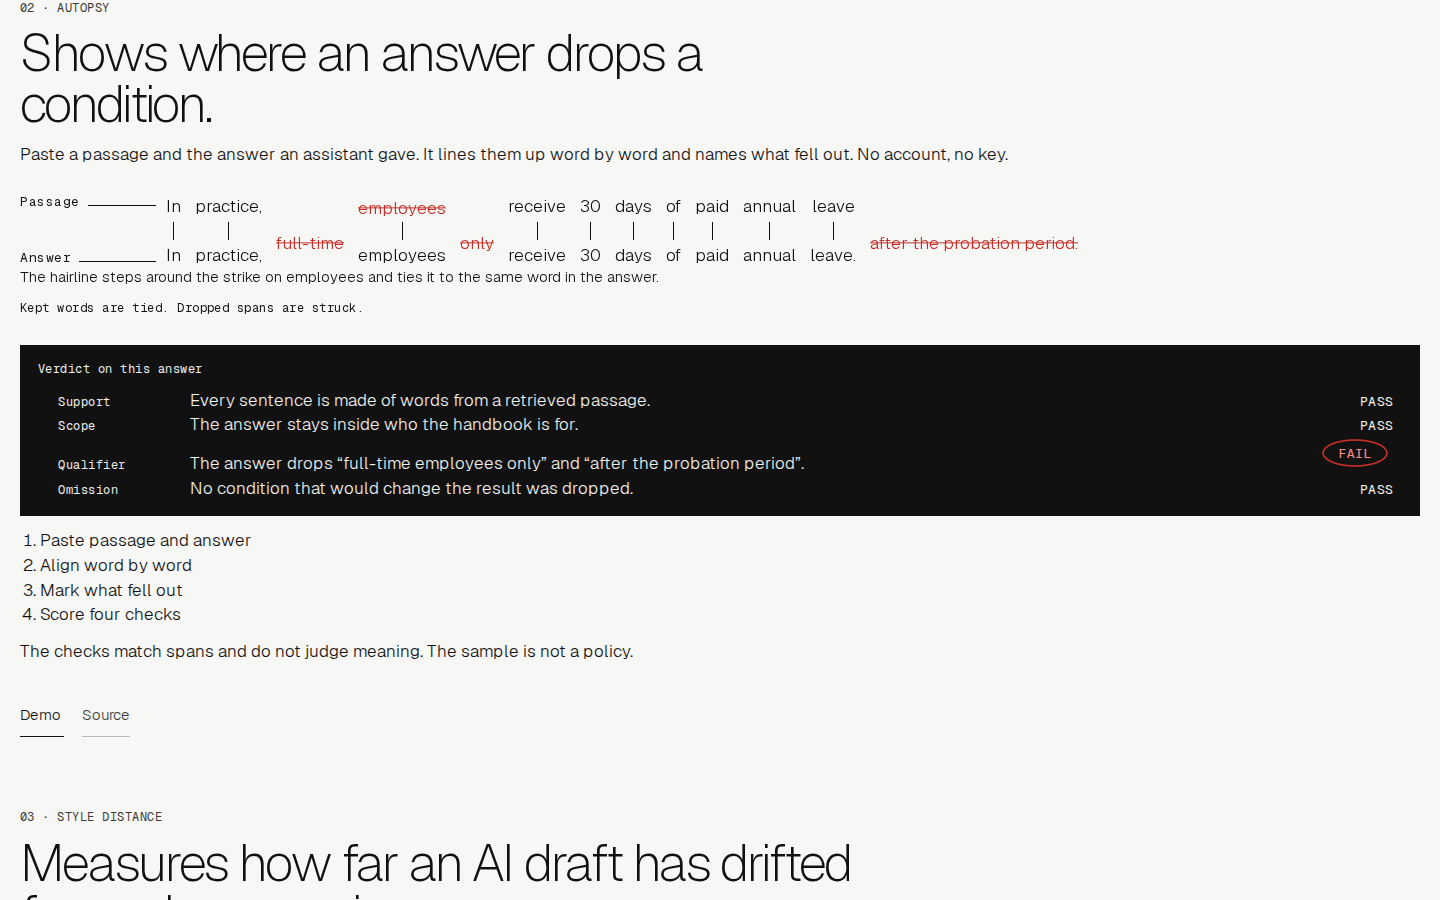 02 · AUTOPSY
Shows where an answer drops a
condition.
Paste a passage and the answer an assistant gave. It lines them up word by word and names what fell out. No account, no key.
Passage In practice, employees receive 30 days of paid annual leave
full-time only after the probation period.
Answer In practice, employees receive 30 days of paid annual leave.
The hairline steps around the strike on employees and ties it to the same word in the answer.
Kept words are tied. Dropped spans are struck.
Verdict on this answer
Support Every sentence is made of words from a retrieved passage. PASS
Scope The answer stays inside who the handbook is for. PASS
Qualifier The answer drops “full-time employees only” and “after the probation period”. FAIL
Omission No condition that would change the result was dropped. PASS
1. Paste passage and answer
2. Align word by word
3. Mark what fell out
4. Score four checks
The checks match spans and do not judge meaning. The sample is not a policy.
Demo Source
03 · STYLE DISTANCE
Measures how far an AI draft has drifted